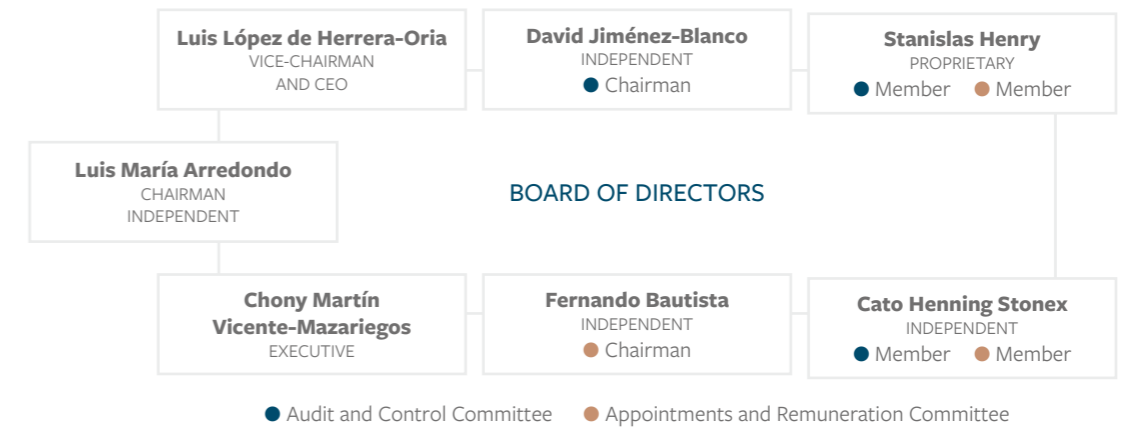 Luis López de Herrera-Oria
VICE-CHAIRMAN
AND CEO
David Jiménez-Blanco
INDEPENDENT
Chairman
Stanislas Henry
PROPRIETARY
Member Member
Luis María Arredondo
CHAIRMAN
INDEPENDENT
BOARD OF DIRECTORS
Chony Martín
Vicente-Mazariegos
EXECUTIVE
Fernando Bautista
INDEPENDENT
Chairman
Cato Henning Stonex
INDEPENDENT
Member Member
Audit and Control Committee Appointments and Remuneration Committee